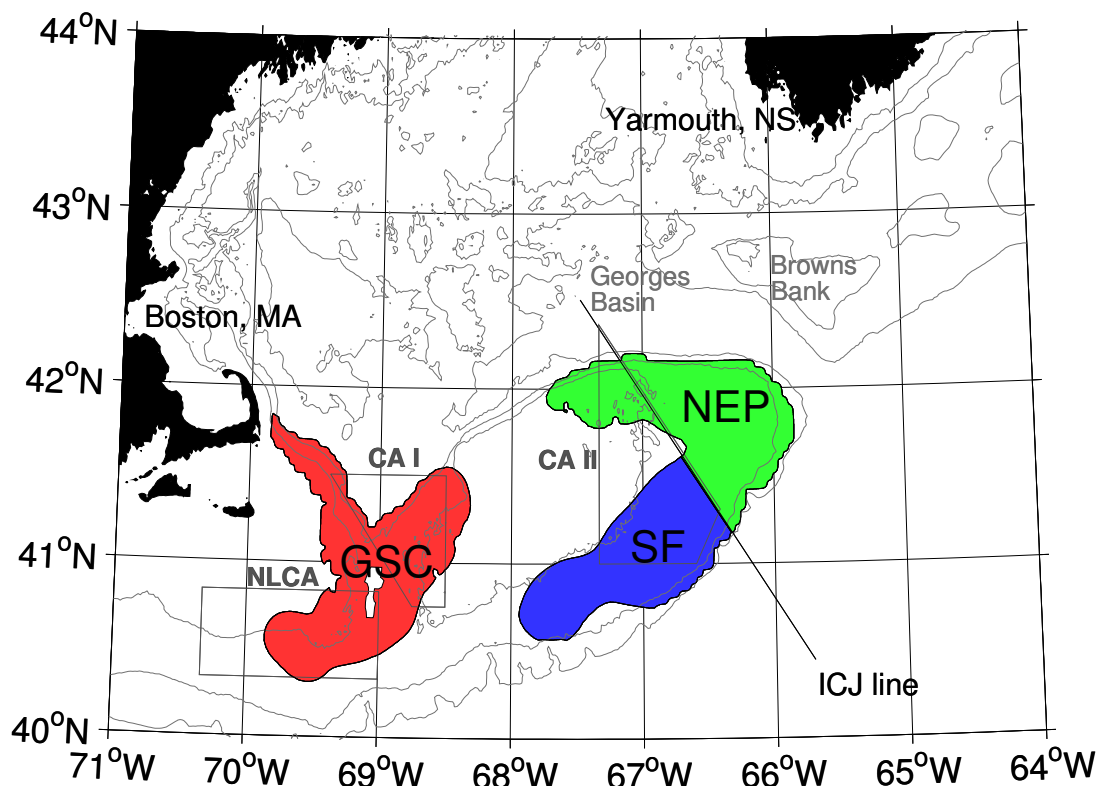 44°N
Yarmouth, NS
43°N
Georges
Basin
Browns
Bank
Boston, MA
42°N
NEP
CA I
CA II
41°N
GSC
SF
NLCA
ICJ line
40°N
71°W 70°W 69°W 68°W 67°W 66°W 65°W 64°W